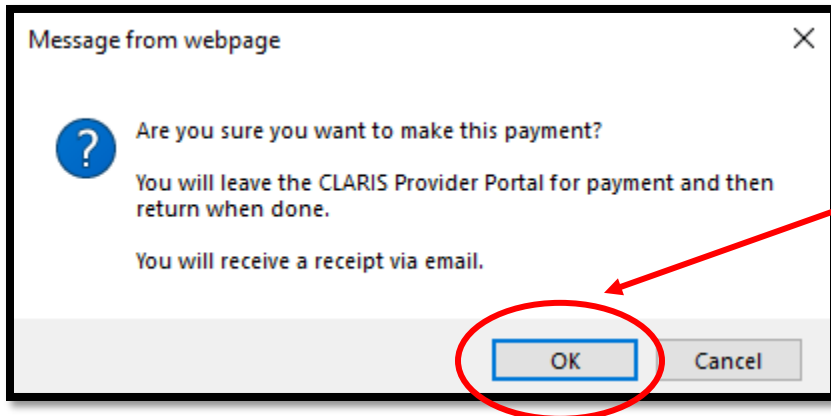 Message from webpage
Are you sure you want to make this payment?
You will leave the CLARIS Provider Portal for payment and then
return when done.
You will receive a receipt via email.
OK
Cancel